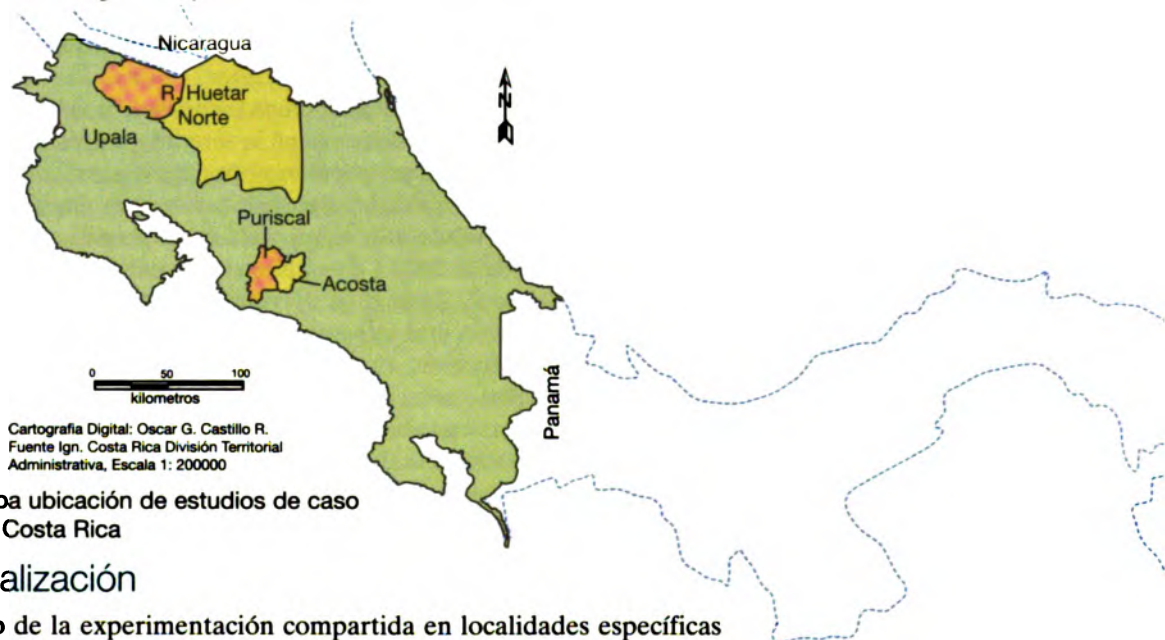 Nicaragua
R. Huetar
Norte
Upala
N
Puriscal
Acosta
0 50 100
kilometros
Panamá
Cartografia Digital: Oscar G. Castillo R.
Fuente Ign. Costa Rica División Territorial
Administrativa, Escala 1: 200000
pa ubicación de estudios de caso
Costa Rica
alización
o de la experimentación compartida en localidades específicas